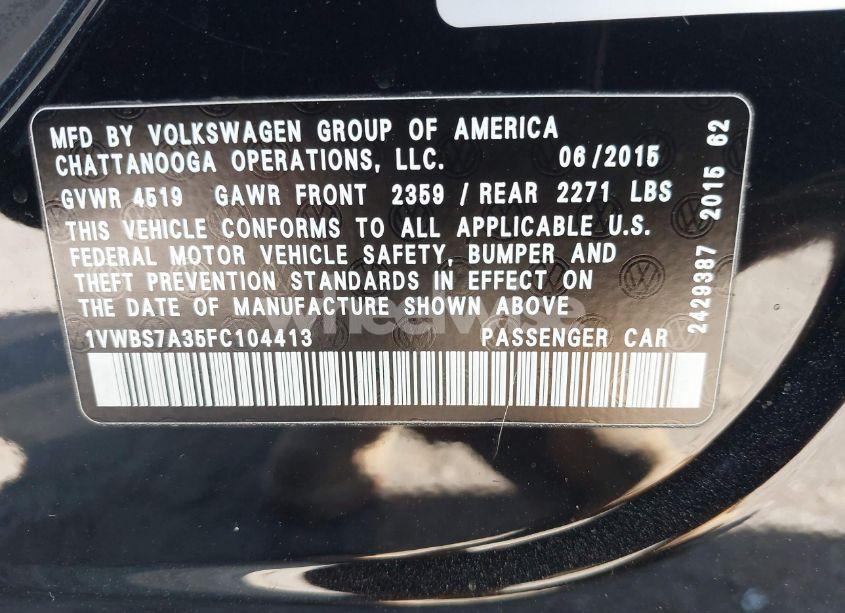 MFD BY VOLKSWAGEN GROUP OF AMERICA
CHATTANOOGA OPERATIONS, LLC. 06/2015
GVWR 4519 GAWR FRONT 2359 / REAR 2271 LBS
THIS VEHICLE CONFORMS TO ALL APPLICABLE U.S.
FEDERAL MOTOR VEHICLE SAFETY, BUMPER AND
THEFT PREVENTION STANDARDS IN EFFECT ON
THE DATE OF MANUFACTURE SHOWN ABOVE
1VWBS7A35FC104413 PASSENGER CAR
2429387 2015 62